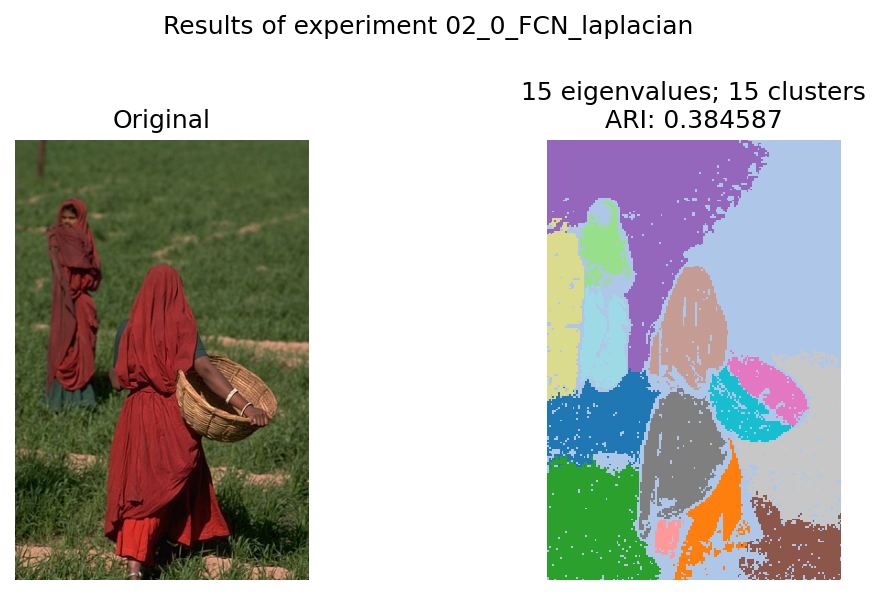 Results of experiment 02_0_FCN_laplacian
Original
15 eigenvalues; 15 clusters
ARI: 0.384587